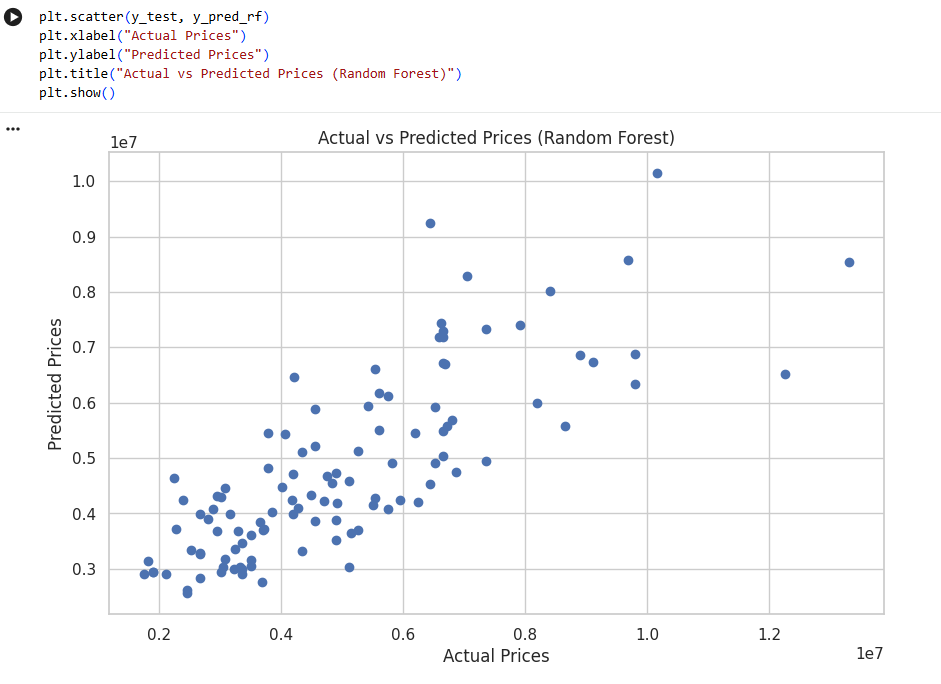 plt.scatter(y_test, y_pred_rf)
plt.xlabel("Actual Prices")
plt.ylabel("Predicted Prices")
plt.title("Actual vs Predicted Prices (Random Forest)")
plt.show()
Actual vs Predicted Prices (Random Forest)
1e7
1.0
0.9
0.8
0.7
0.6
0.5
0.4
0.3
Predicted Prices
0.2 0.4 0.6 0.8 1.0 1.2
Actual Prices
1e7